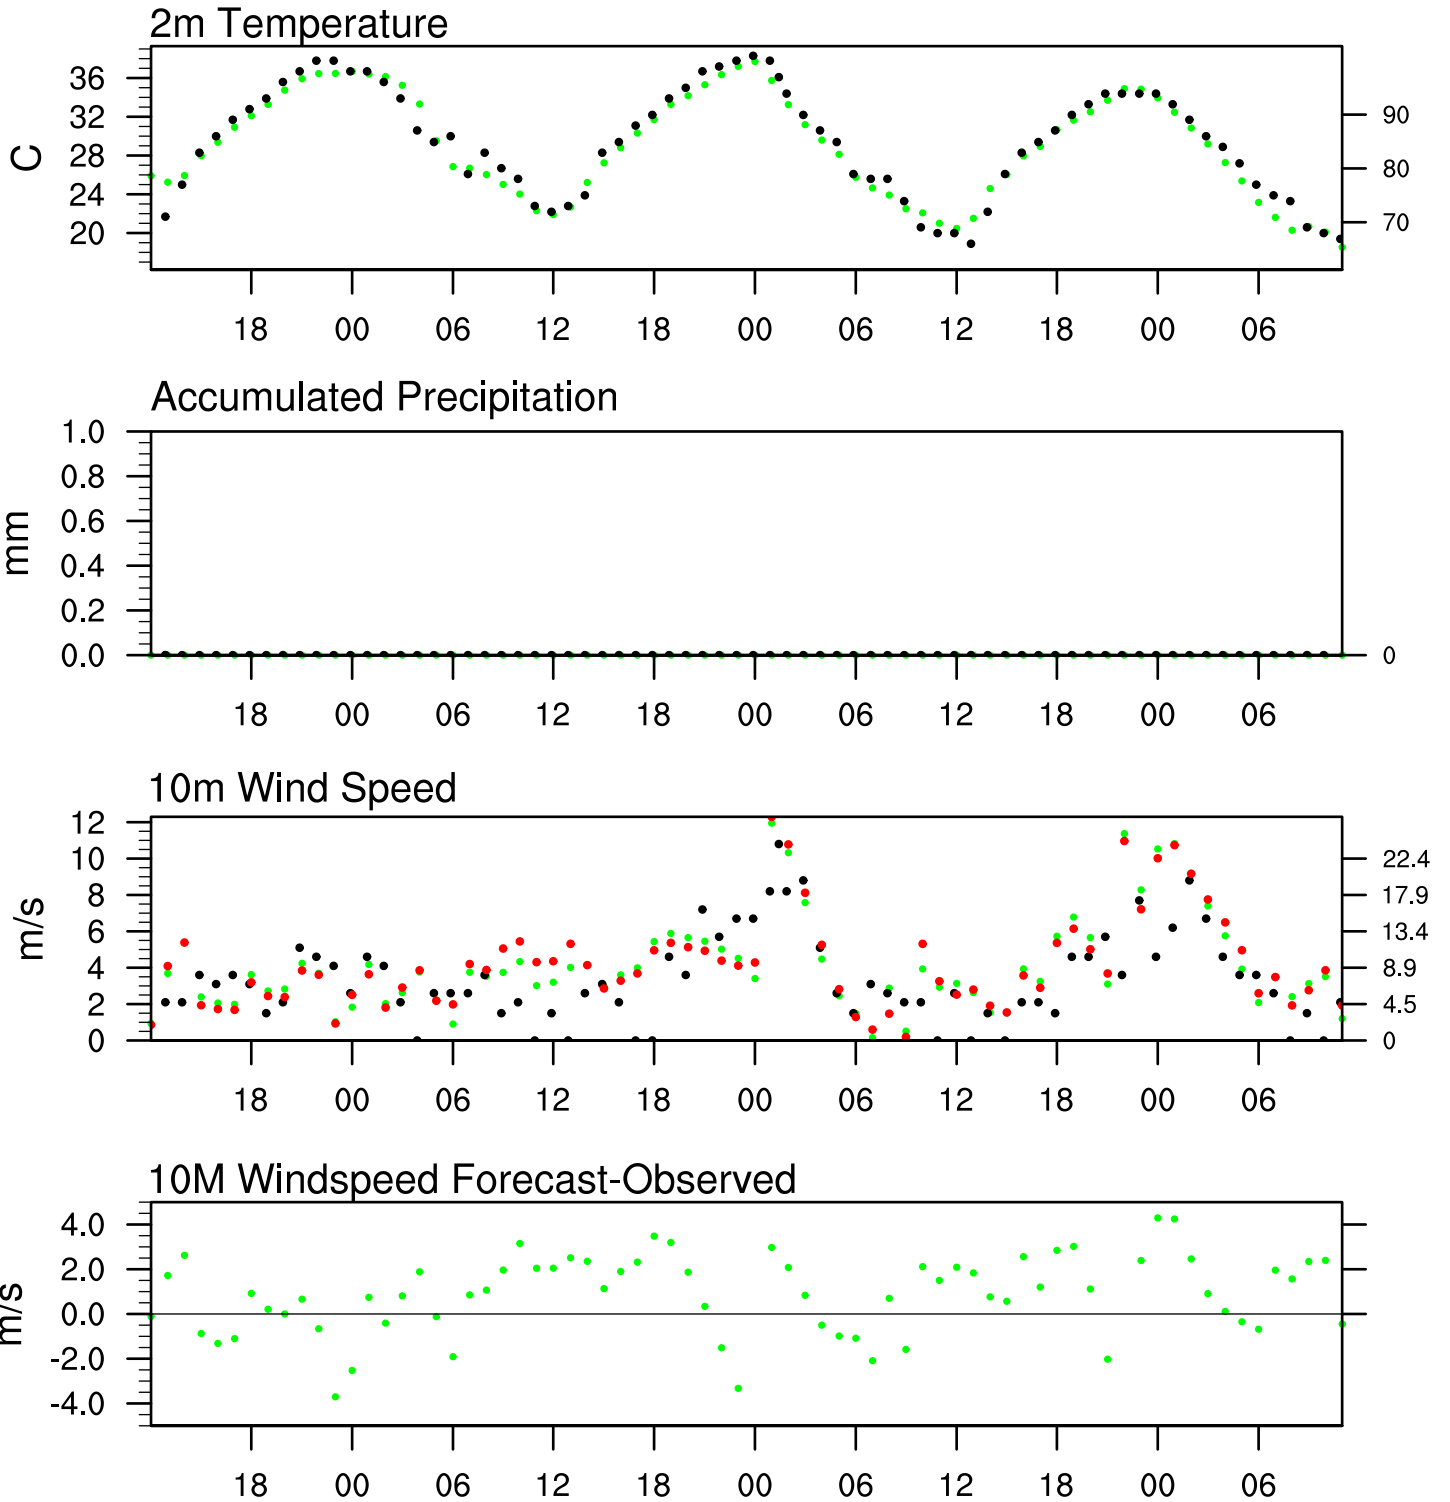 2m Temperature
36
32
28
24
20
C
90
80
70
18 00 06 12 18 00 06 12 18 00 06
Accumulated Precipitation
1.0
0.8
0.6
0.4
0.2
0.0
mm
0
18 00 06 12 18 00 06 12 18 00 06
10m Wind Speed
12
10
8
6
4
2
0
m/s
22.4
17.9
13.4
8.9
4.5
0
18 00 06 12 18 00 06 12 18 00 06
10M Windspeed Forecast-Observed
4.0
2.0
0.0
-2.0
-4.0
m/s
18 00 06 12 18 00 06 12 18 00 06